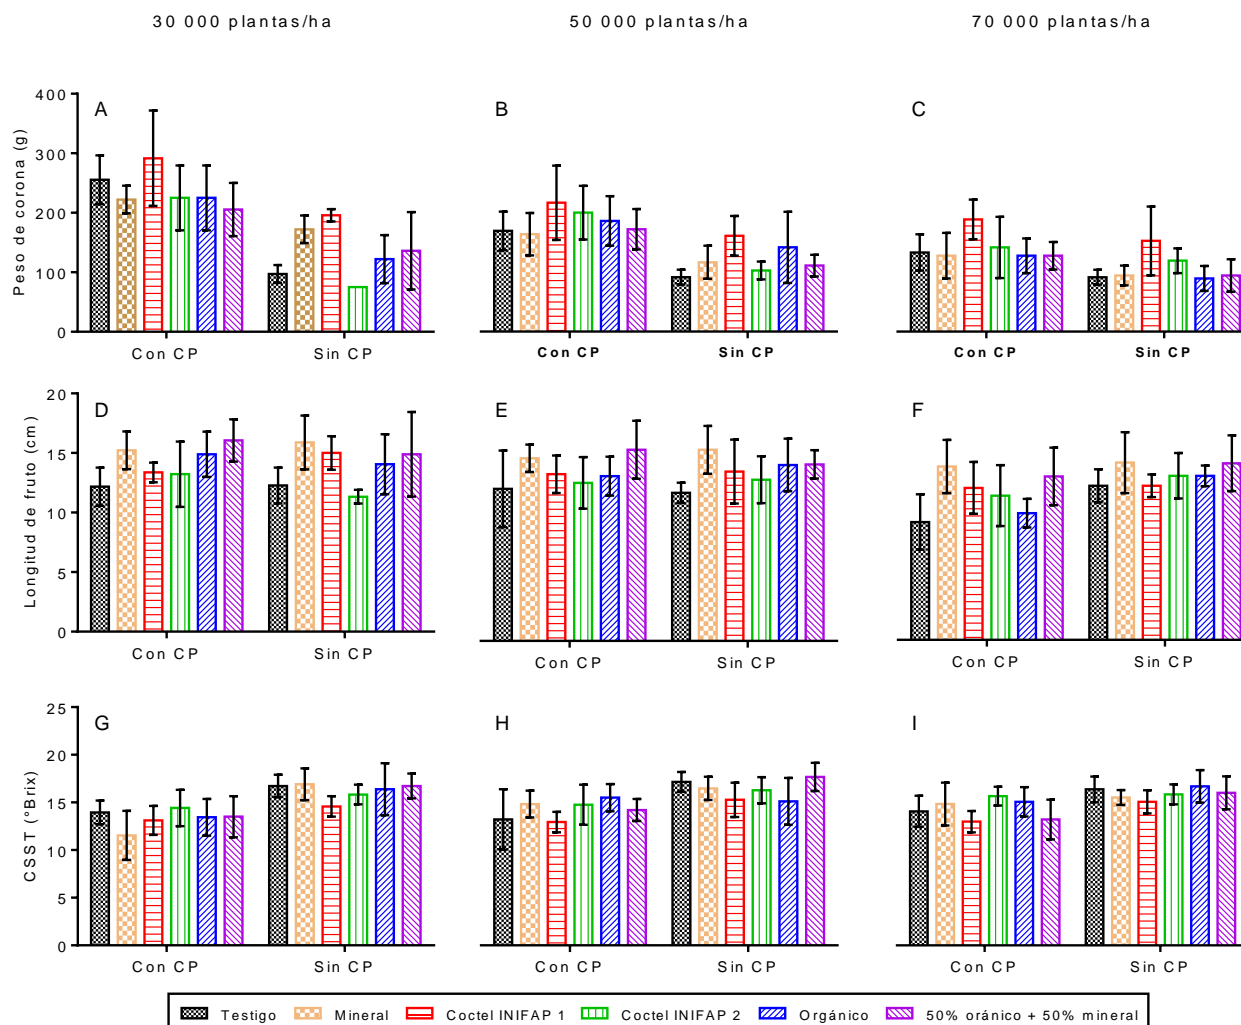 30 000 plantas/ha
50 000 plantas/ha
70 000 plantas/ha
Peso de corona (g)
400
300
200
100
0
A
B
C
Con CP
Sin CP
Con CP
Sin CP
Con CP
Sin CP
Longitud de fruto (cm)
20
15
10
5
0
D
E
F
Con CP
Sin CP
Con CP
Sin CP
Con CP
Sin CP
CSST (°Brix)
25
20
15
10
5
0
G
H
I
Con CP
Sin CP
Con CP
Sin CP
Con CP
Sin CP
Testigo Mineral Coctel INIFAP 1 Coctel INIFAP 2 Orgánico 50% oránico + 50% mineral